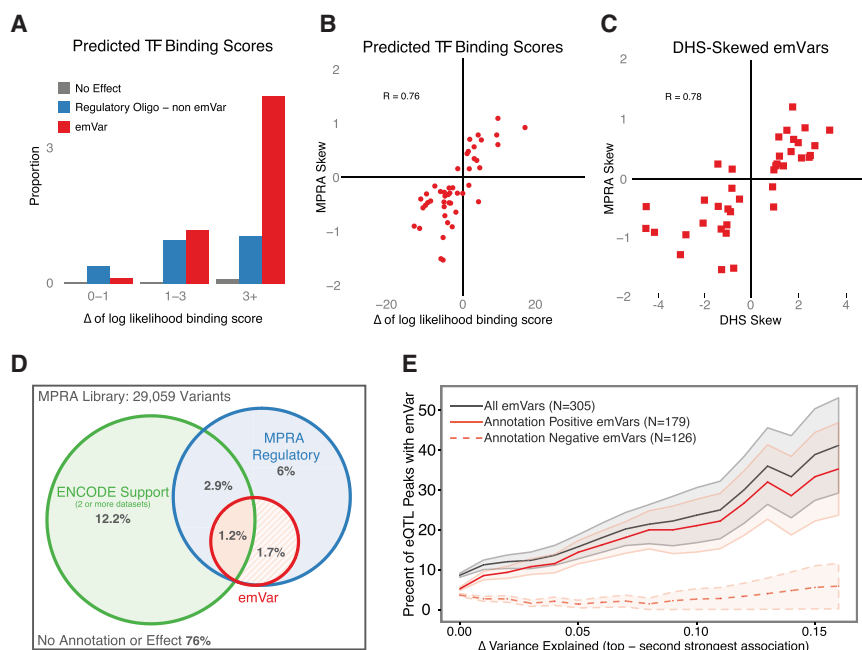 A
Predicted TF Binding Scores
No Effect
Regulatory Oligo – non emVar
emVar
Proportion
3
0
0–1
1–3
3+
Δ of log likelihood binding score
B
Predicted TF Binding Scores
R = 0.76
MPRA Skew
2
1
0
−1
−2
−20
0
20
Δ of log likelihood binding score
C
DHS-Skewed emVars
R = 0.78
MPRA Skew
2
1
0
−1
−2
-4
-2
0
2
4
DHS Skew
D
MPRA Library: 29,059 Variants
MPRA
Regulatory
6%
ENCODE Support
(2 or more datasets)
12.2%
2.9%
1.2%
1.7%
emVar
No Annotation or Effect 76%
E
All emVars (N=305)
Annotation Positive emVars (N=179)
Annotation Negative emVars (N=126)
Precent of eQTL Peaks with emVar
50
40
30
20
10
0
0.00
0.05
0.10
0.15
Δ Variance Explained (top − second strongest association)